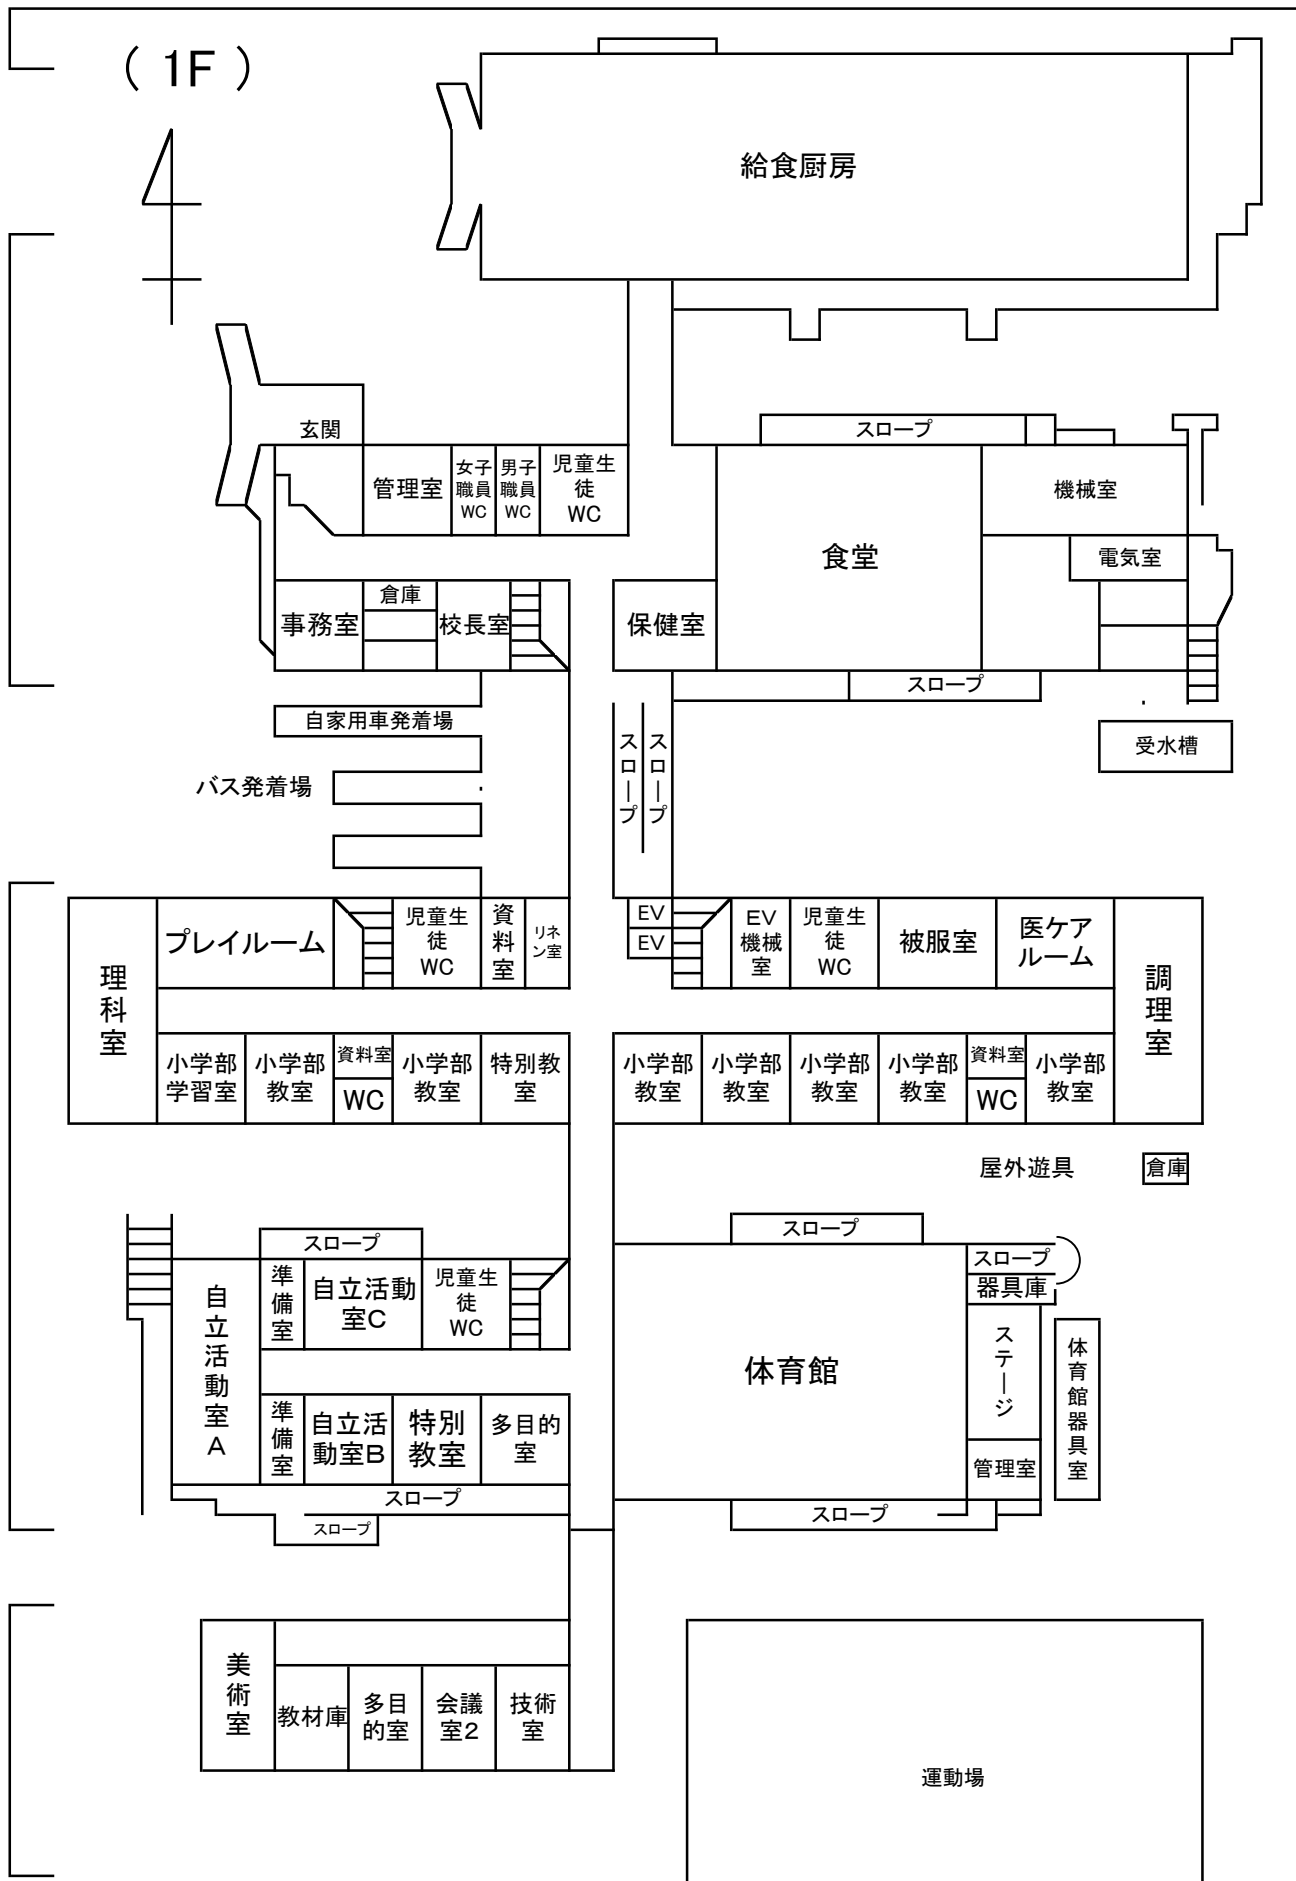 （ 1F ）
給食厨房
玄関
スロープ
管理室
女子
職員
WC
男子
職員
WC
児童生
徒
WC
食堂
機械室
電気室
事務室
倉庫
校長室
保健室
スロープ
自家用車発着場
バス発着場
スロープ
スロープ
受水槽
理科室
プレイルーム
児童生
徒
WC
資料室
リネ
ン室
EV
EV
EV
機械
室
児童生
徒
WC
被服室
医ケア
ルーム
調理室
小学部
学習室
小学部
教室
資料室
WC
小学部
教室
特別教
室
小学部
教室
小学部
教室
小学部
教室
小学部
教室
資料室
WC
小学部
教室
屋外遊具
倉庫
スロープ
スロープ
自立活動室A
準備室
自立活動
室C
児童生
徒
WC
スロープ
器具庫
体育館
ステージ
体育館器具室
準備室
自立活
動室B
特別
教室
多目的
室
管理室
スロープ
スロープ
スロープ
美術室
教材庫
多目
的室
会議
室2
技術
室
運動場